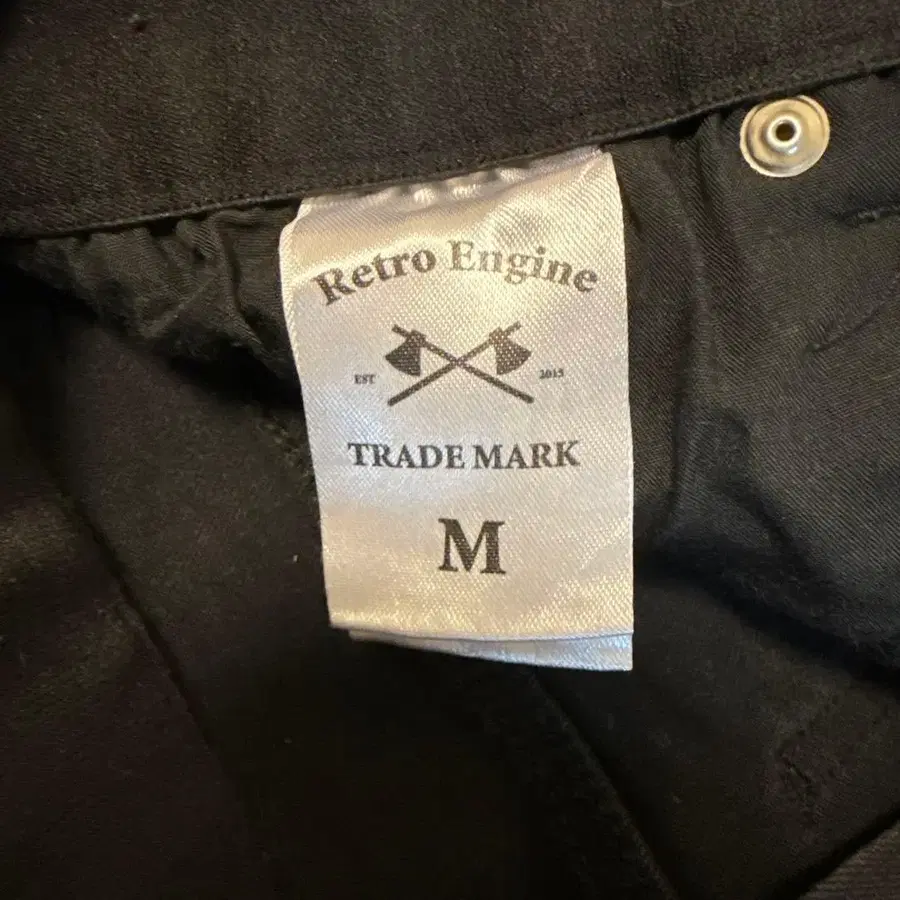 Retro Engine
EST 2015
TRADE MARK
M